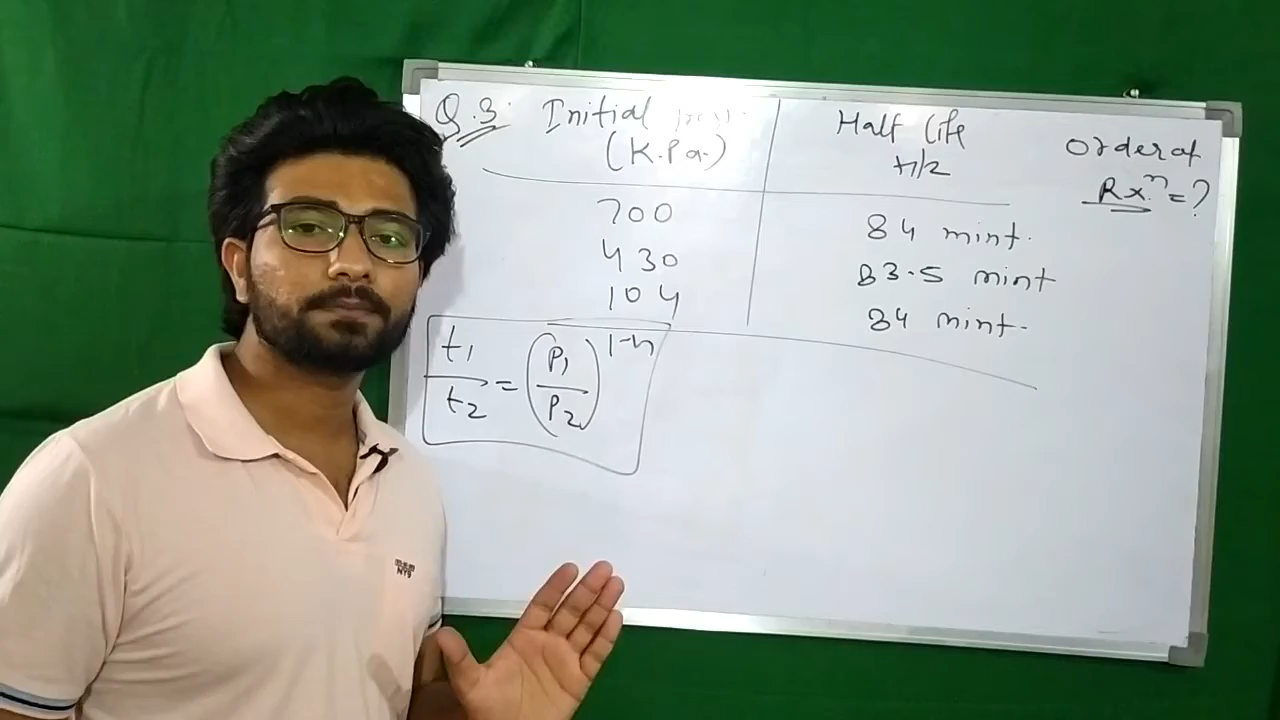 Q.3. Initial
(K.Pa.)
Half life
t1/2
Order of
Rxⁿ = ?
700
84 mint.
430
83.5 mint
104
84 mint.
t₁/t₂ = (P₁/P₂)^1-n
NYS